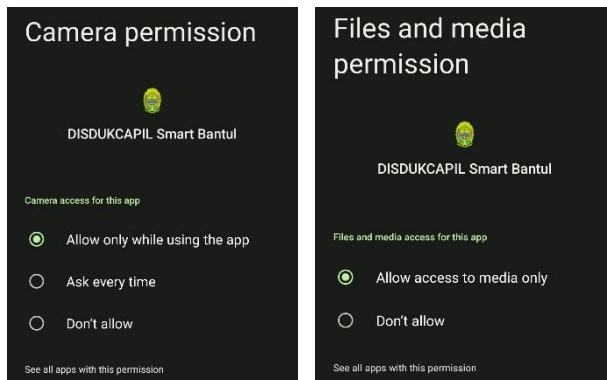 Camera permission
DISDUKCAPIL Smart Bantul
Camera access for this app
Allow only while using the app
Ask every time
Don't allow
See all apps with this permission
Files and media
permission
DISDUKCAPIL Smart Bantul
Files and media access for this app
Allow access to media only
Don't allow
See all apps with this permission